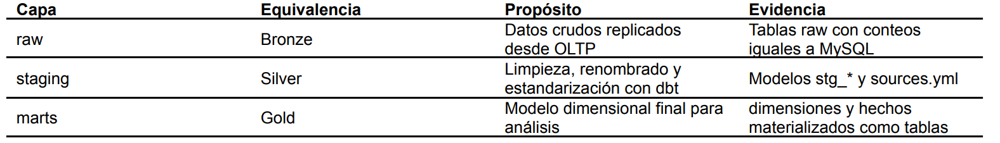 Capa Equivalencia Propósito Evidencia
raw Bronze Datos crudos replicados desde OLTP Tablas raw con conteos iguales a MySQL
staging Silver Limpieza, renombrado y estandarización con dbt Modelos stg_* y sources.yml
marts Gold Modelo dimensional final para análisis dimensiones y hechos materializados como tablas